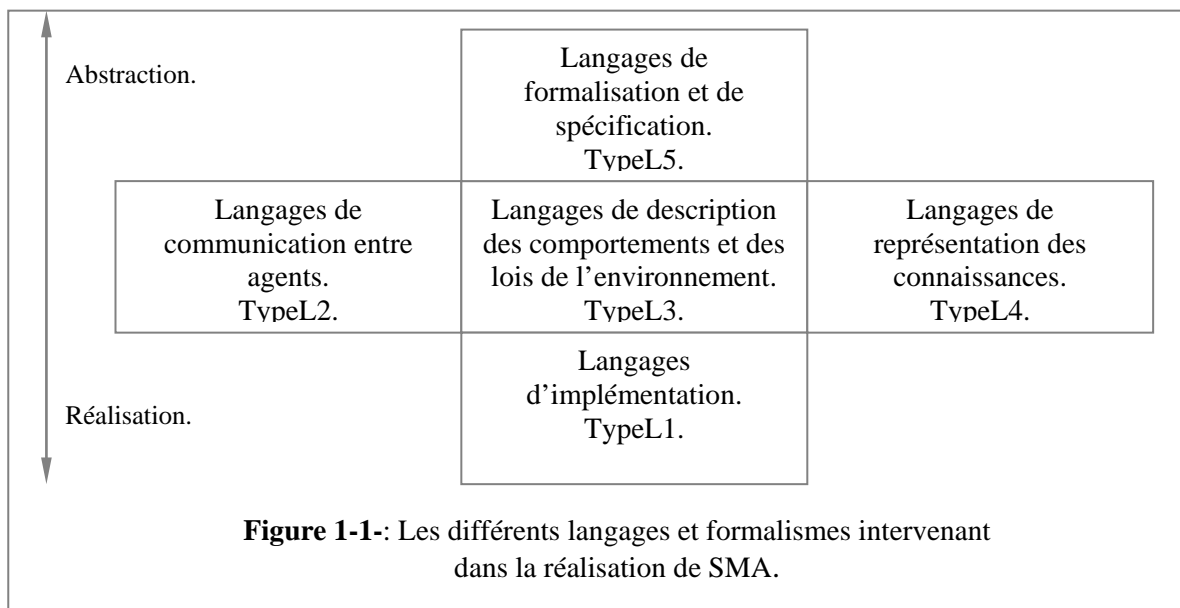 Abstraction.
Langages de
formalisation et de
spécification.
TypeL5.
Langages de
communication entre
agents.
TypeL2.
Langages de description
des comportements et des
lois de l’environnement.
TypeL3.
Langages de
représentation des
connaissances.
TypeL4.
Réalisation.
Langages
d’implémentation.
TypeL1.
Figure 1-1-: Les différents langages et formalismes intervenant
dans la réalisation de SMA.